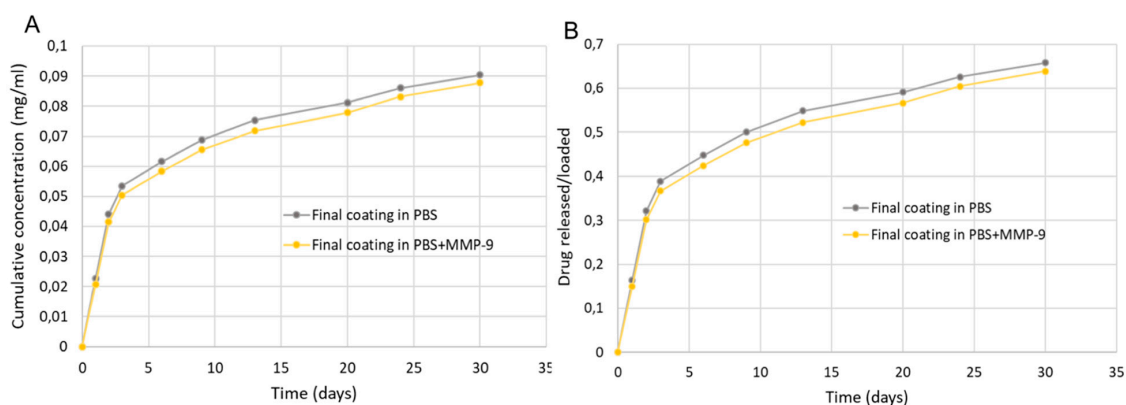 A
Cumulative concentration (mg/ml)
0,1
0,09
0,08
0,07
0,06
0,05
0,04
0,03
0,02
0,01
0
Final coating in PBS
Final coating in PBS+MMP-9
0 5 10 15 20 25 30 35
Time (days)
B
Drug released/loaded
0,7
0,6
0,5
0,4
0,3
0,2
0,1
0
Final coating in PBS
Final coating in PBS+MMP-9
0 5 10 15 20 25 30 35
Time (days)